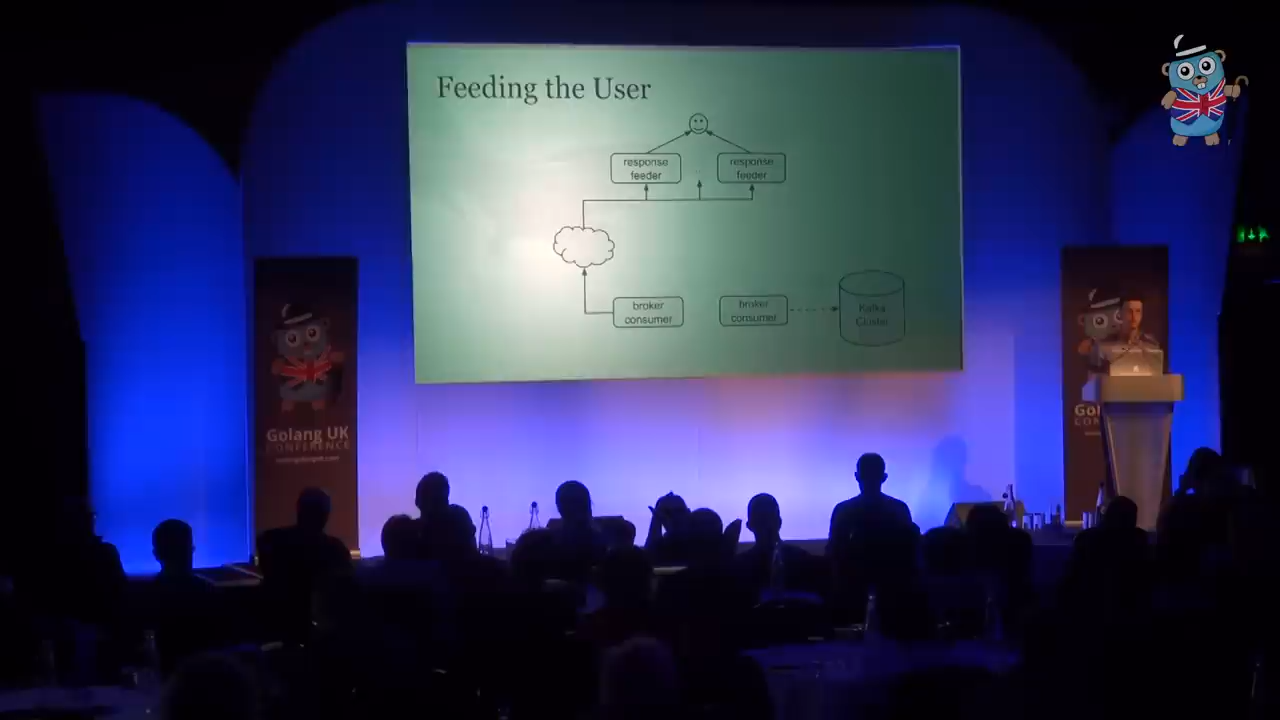 Feeding the User
response
feeder
response
feeder
broker
consumer
broker
consumer
Kafka
Cluster
Golang UK
CONFERENCE